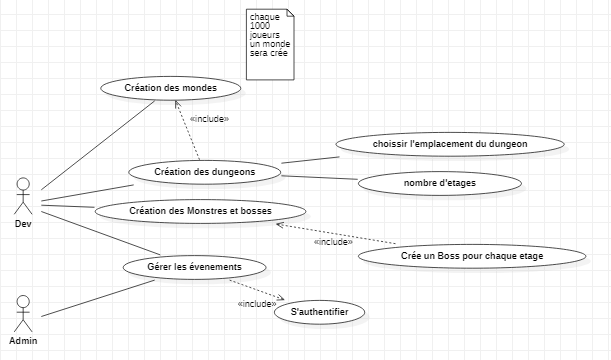 chaque
1000
joueurs
un monde
sera crée
Création des mondes
«include»
choissir l'emplacement du dungeon
Création des dungeons
nombre d'etages
Dev
Création des Monstres et bosses
«include»
Crée un Boss pour chaque etage
Gérer les évenements
«include»
S'authentifier
Admin